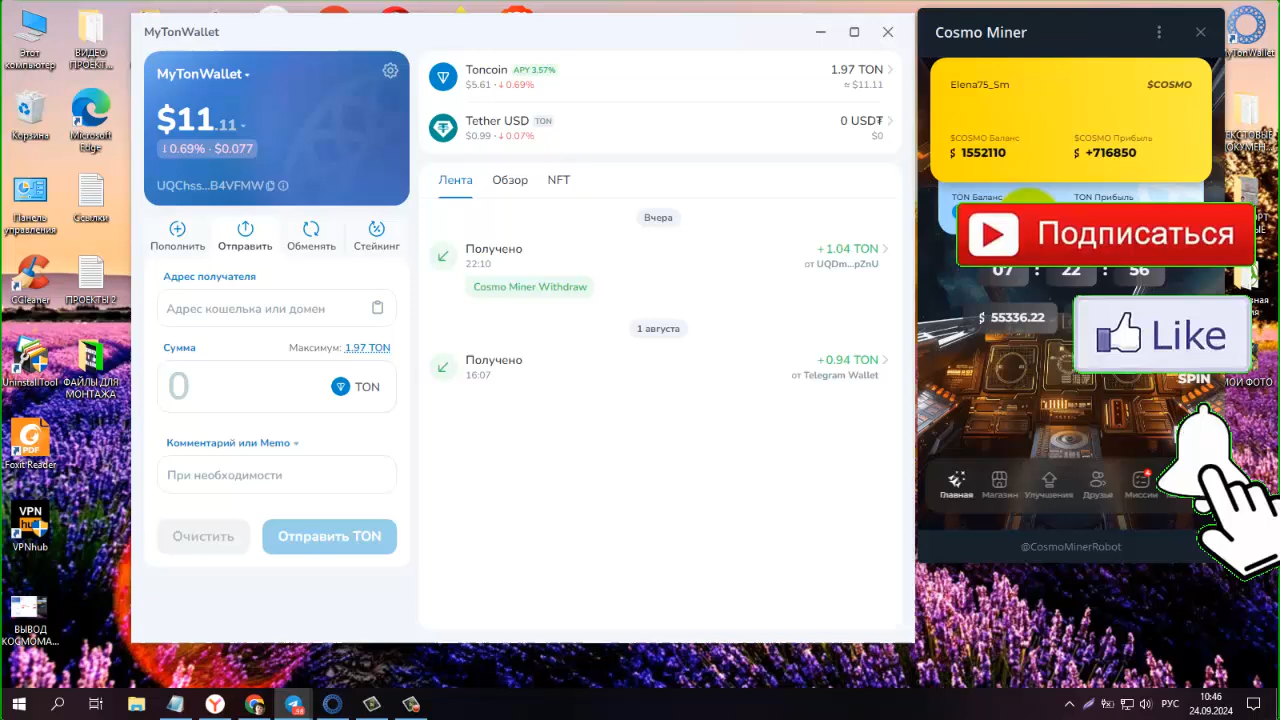 Этот компьютер
ВИДЕО ПРОЕКТ...
Корзина
Microsoft Edge
Панель управления
Ссылки
CCleaner
ПРОЕКТЫ 2
UninstallTool
ФАЙЛЫ ДЛЯ МОНТАЖА
Foxit Reader
PDF
VPN
hub
VPNhub
ВЫВОД КОСМОМА...
MyTonWallet
MyTonWallet
$11.11
↓ 0.69% · $0.077
UQChss...B4VFMW
Пополнить
Отправить
Обменять
Стейкинг
Адрес получателя
Адрес кошелька или домен
Сумма
Максимум: 1.97 TON
0
TON
Комментарий или Memo
При необходимости
Очистить
Отправить TON
Toncoin APY 3.57%
1.97 TON
$5.61 · ↓ 0.69%
≈ $11.11
Tether USD TON
0 USD₮
$0.99 · ↓ 0.07%
$0
Лента
Обзор
NFT
Вчера
Получено
+1.04 TON
22:10
от UQDm...pZnU
Cosmo Miner Withdraw
1 августа
Получено
+0.94 TON
16:07
от Telegram Wallet
Cosmo Miner
Elena75_Sm
$COSMO
$COSMO Баланс
$COSMO Прибыль
$ 1552110
$ +716850
TON Баланс
TON Прибыль
Подписаться
07 : 22 : 56
$ 55336.22
Like
SPIN
Главная
Магазин
Улучшения
Друзья
Миссии
@CosmoMinerRobot
MyTonWallet
МОИ ФОТО
РУС
10:46
24.09.2024